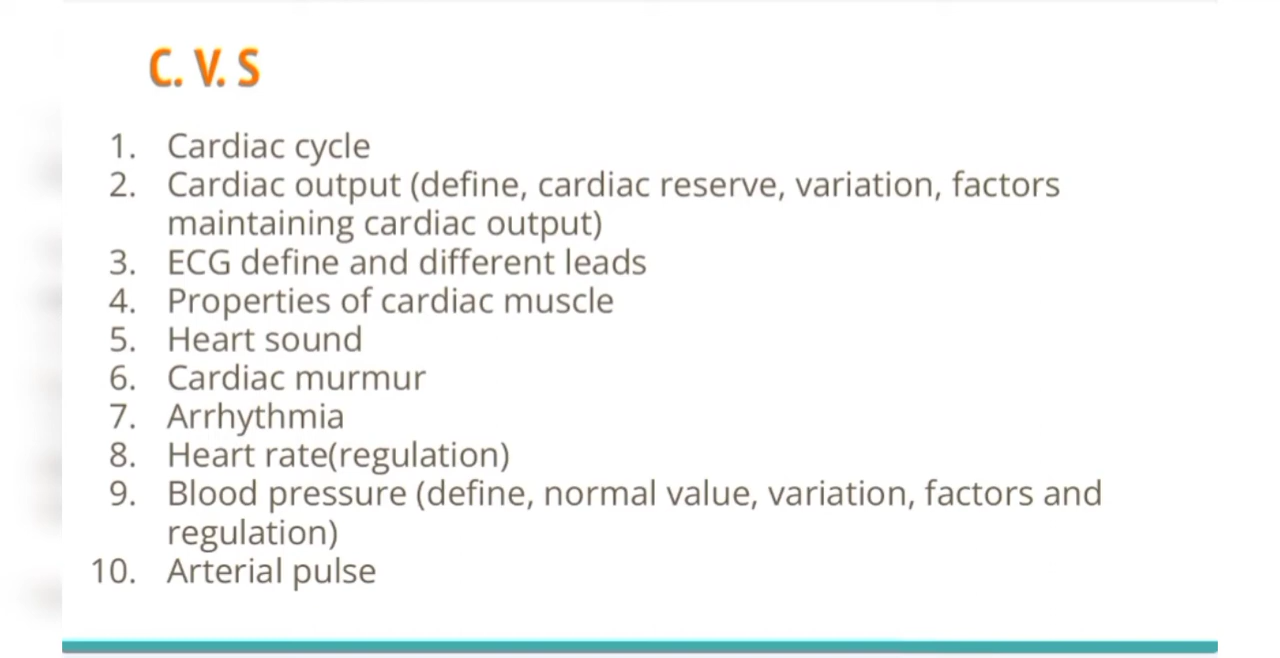 C. V. S
1. Cardiac cycle
2. Cardiac output (define, cardiac reserve, variation, factors
maintaining cardiac output)
3. ECG define and different leads
4. Properties of cardiac muscle
5. Heart sound
6. Cardiac murmur
7. Arrhythmia
8. Heart rate(regulation)
9. Blood pressure (define, normal value, variation, factors and
regulation)
10. Arterial pulse